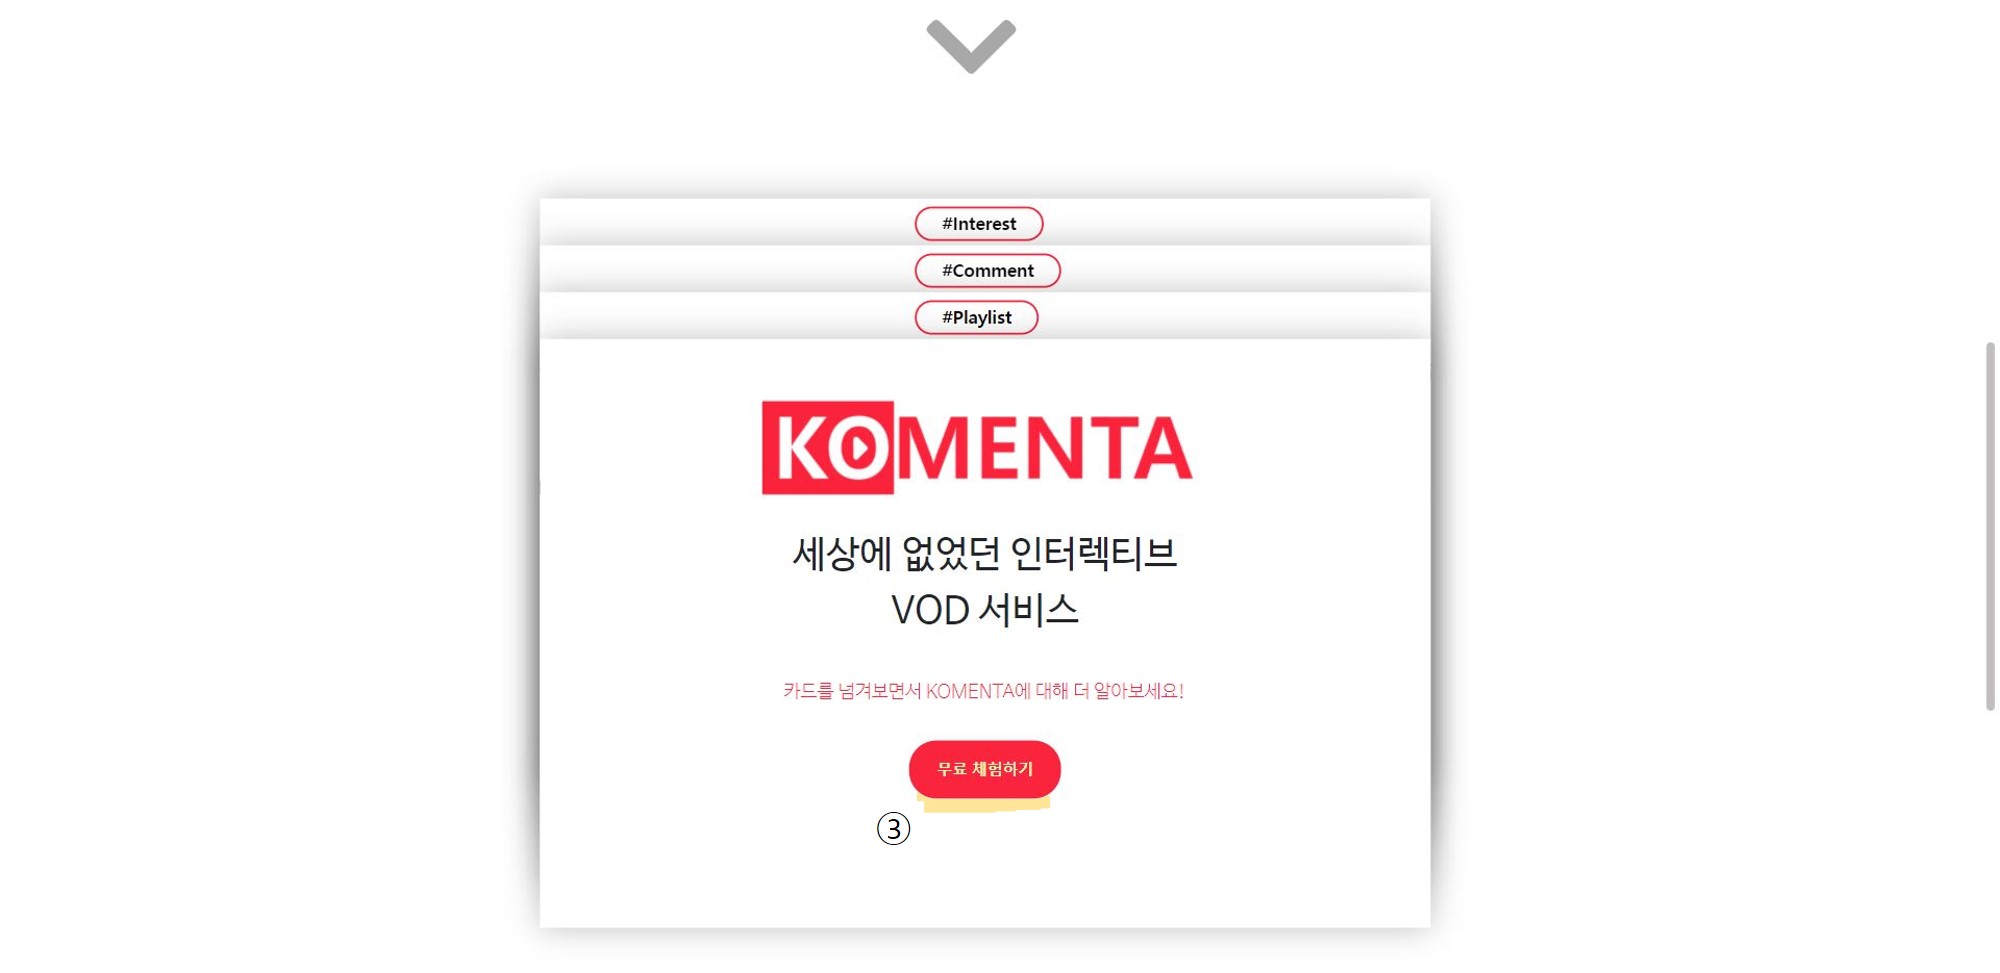 #Interest
#Comment
#Playlist
KOMENTA
세상에 없었던 인터렉티브
VOD 서비스
카드를 넘겨보면서 KOMENTA에 대해 더 알아보세요!
무료 체험하기
③